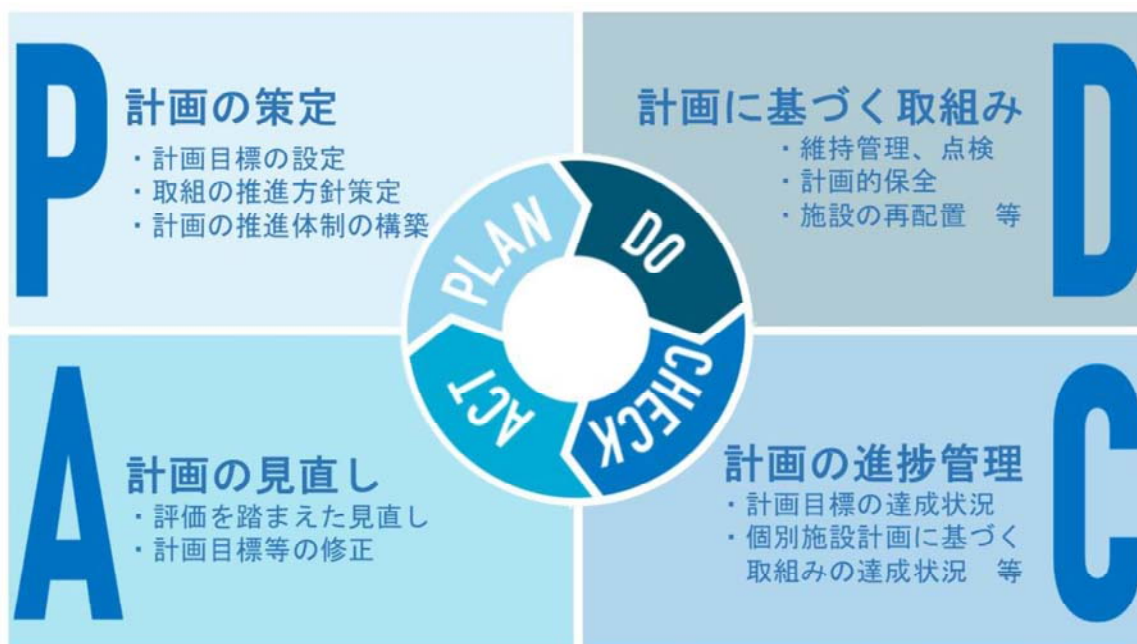 P
計画の策定
・計画目標の設定
・取組の推進方針策定
・計画の推進体制の構築
D
計画に基づく取組み
・維持管理、点検
・計画的保全
・施設の再配置　等
PLAN
DO
CHECK
ACT
A
計画の見直し
・評価を踏まえた見直し
・計画目標等の修正
C
計画の進捗管理
・計画目標の達成状況
・個別施設計画に基づく
取組みの達成状況　等